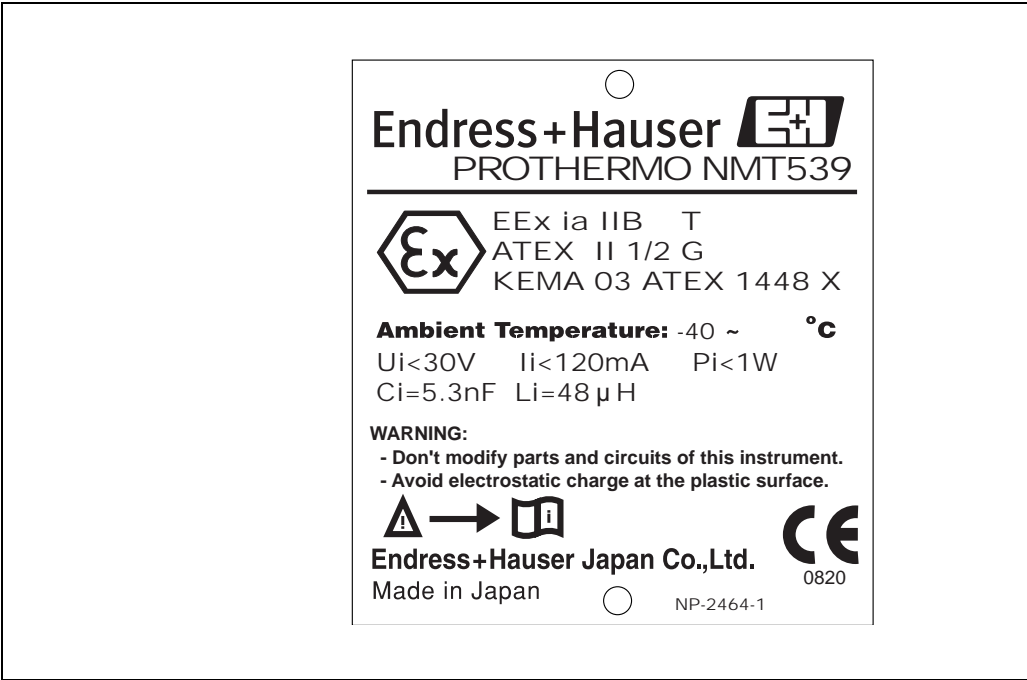 Endress+Hauser E+H
PROTHERMO NMT539
Ex EEx ia IIB T
ATEX II 1/2 G
KEMA 03 ATEX 1448 X
Ambient Temperature: -40 ~ °C
Ui<30V Ii<120mA Pi<1W
Ci=5.3nF Li=48µH
WARNING:
- Don't modify parts and circuits of this instrument.
- Avoid electrostatic charge at the plastic surface.
! i
Endress+Hauser Japan Co.,Ltd.
CE
0820
Made in Japan
NP-2464-1